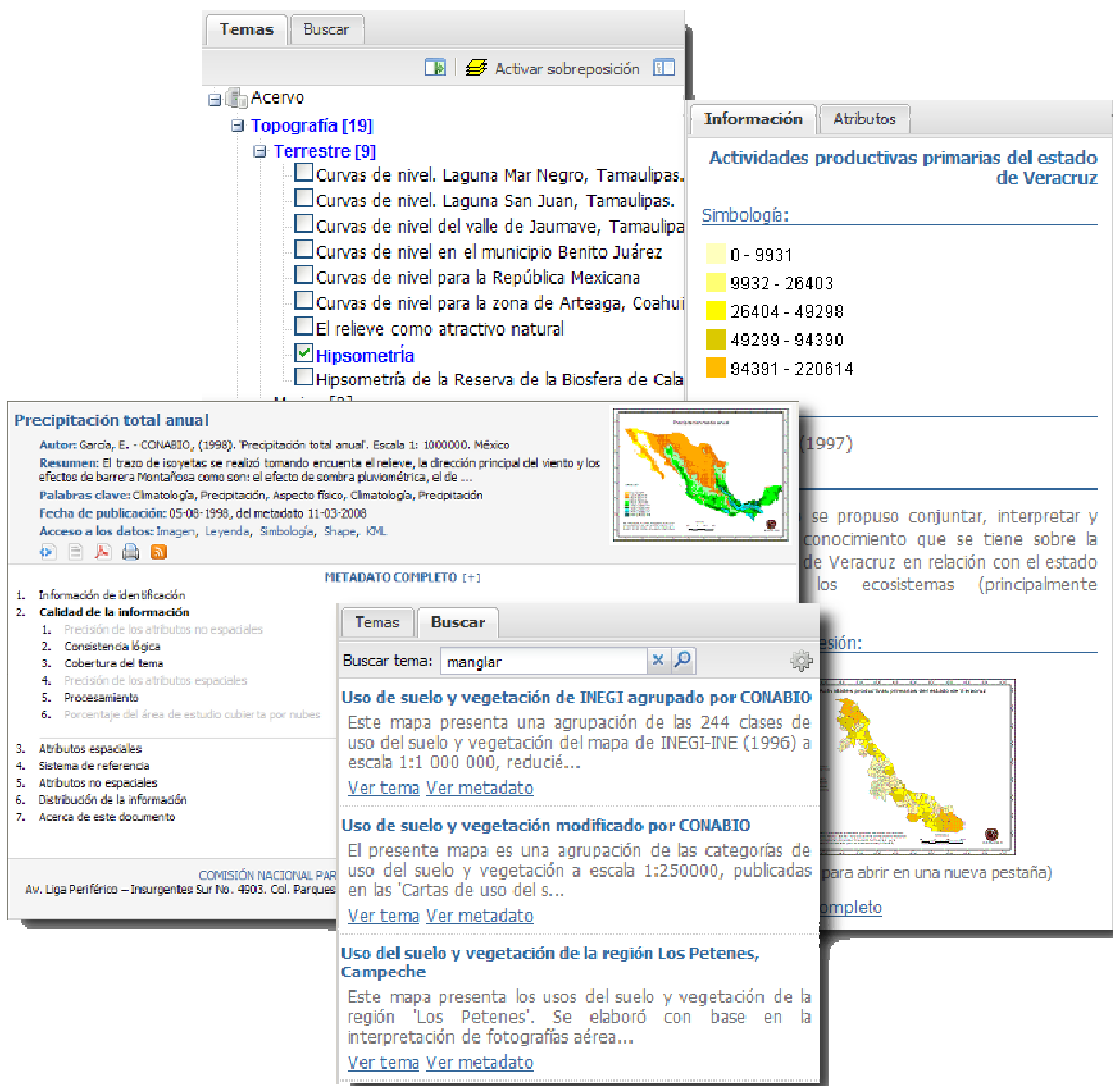 Temas Buscar
Activar sobreposición
Acervo
Topografía [19]
Terrestre [9]
Curvas de nivel. Laguna Mar Negro, Tamaulipas.
Curvas de nivel. Laguna San Juan, Tamaulipas.
Curvas de nivel del valle de Jaumave, Tamaulipa
Curvas de nivel en el municipio Benito Juárez
Curvas de nivel para la República Mexicana
Curvas de nivel para la zona de Arteaga, Coahui
El relieve como atractivo natural
Hipsometría
Hipsometría de la Reserva de la Biosfera de Cala
Información Atributos
Actividades productivas primarias del estado
de Veracruz
Simbología:
0 - 9931
9932 - 26403
26404 - 49298
49299 - 94390
94391 - 220614
(1997)
se propuso conjuntar, interpretar y
conocimiento que se tiene sobre la
de Veracruz en relación con el estado
los ecosistemas (principalmente
esión:
para abrir en una nueva pestaña)
ompleto
Precipitación total anual
Autor: García, E. - CONABIO, (1998). 'Precipitación total anual'. Escala 1: 1000000. México
Resumen: El trazo de isoyetas se realizó tomando encuenta el relieve, la dirección principal del viento y los
efectos de barrera Montañosa como son: el efecto de sombra pluviométrica, el de ....
Palabras clave: Climatología, Precipitación, Aspecto físico, Climatología, Precipitación
Fecha de publicación: 05-08-1998, del metadato 11-03-2008
Acceso a los datos: Imagen, Leyenda, Simbología, Shape, KML
METADATO COMPLETO [+]
1. Información de identificación
2. Calidad de la información
1. Precisión de los atributos no espaciales
2. Consistencia lógica
3. Cobertura del tema
4. Precisión de los atributos espaciales
5. Procesamiento
6. Porcentaje del área de estudio cubierta por nubes
3. Atributos espaciales
4. Sistema de referencia
5. Atributos no espaciales
6. Distribución de la información
7. Acerca de este documento
COMISIÓN NACIONAL PAR
Av. Liga Periférico – Insurgentes Sur No. 4903. Col. Parques
Temas Buscar
Buscar tema: manglar
Uso de suelo y vegetación de INEGI agrupado por CONABIO
Este mapa presenta una agrupación de las 244 clases de
uso del suelo y vegetación del mapa de INEGI-INE (1996) a
escala 1:1 000 000, reducié...
Ver tema Ver metadato
Uso de suelo y vegetación modificado por CONABIO
El presente mapa es una agrupación de las categorías de
uso del suelo y vegetación a escala 1:250000, publicadas
en las 'Cartas de uso del s...
Ver tema Ver metadato
Uso del suelo y vegetación de la región Los Petenes,
Campeche
Este mapa presenta los usos del suelo y vegetación de la
región 'Los Petenes'. Se elaboró con base en la
interpretación de fotografías aérea...
Ver tema Ver metadato